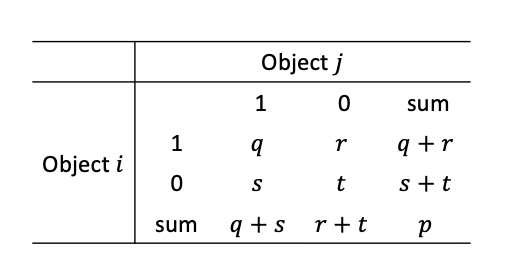 Object j
1 0 sum
1 q r q + r
Object i
0 s t s + t
sum q + s r + t p